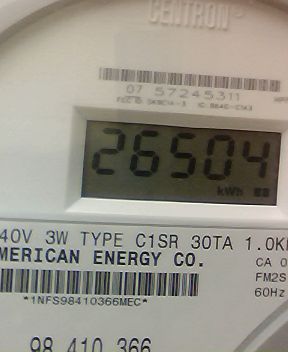 CENTRON®
07 57245311
26504
kWh
40V 3W TYPE C1SR 30TA 1.0K
MERICAN ENERGY CO.
CA 0
FM2S
60Hz
*1NFS98410366MEC*
98 410 366